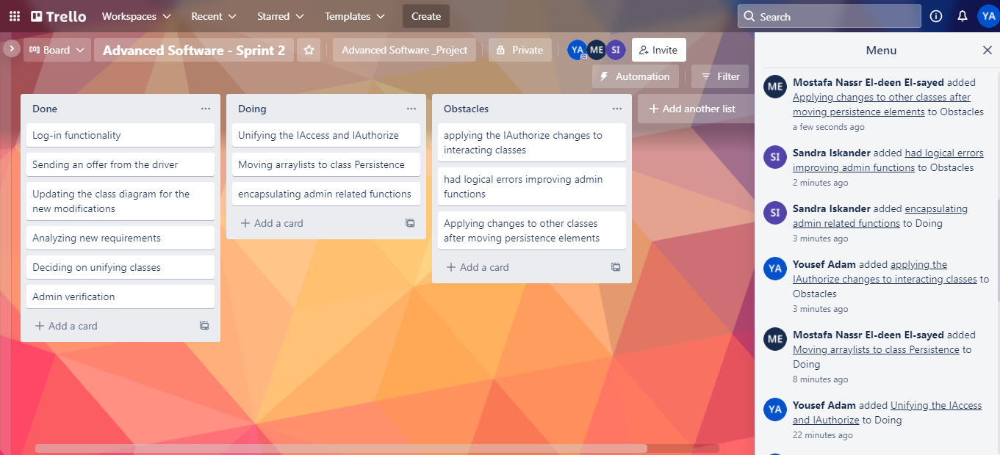 Trello Workspaces Recent Starred Templates Create Search YA
Board Advanced Software - Sprint 2 Advanced Software _Project Private YA ME SI Invite
Automation Filter
Done
Log-in functionality
Sending an offer from the driver
Updating the class diagram for the
new modifications
Analyzing new requirements
Deciding on unifying classes
Admin verification
Add a card
Doing
Unifying the IAccess and IAuthorize
Moving arraylists to class Persistence
encapsulating admin related functions
Add a card
Obstacles
applying the IAuthorize changes to
interacting classes
had logical errors improving admin
functions
Applying changes to other classes
after moving persistence elements
Add a card
Add another list
Menu
ME Mostafa Nassr El-deen El-sayed added
Applying changes to other classes after
moving persistence elements to Obstacles
a few seconds ago
SI Sandra Iskander added had logical errors
improving admin functions to Obstacles
2 minutes ago
SI Sandra Iskander added encapsulating
admin related functions to Doing
3 minutes ago
YA Yousef Adam added applying the
IAuthorize changes to interacting classes to
Obstacles
3 minutes ago
ME Mostafa Nassr El-deen El-sayed added
Moving arraylists to class Persistence to
Doing
8 minutes ago
YA Yousef Adam added Unifying the IAccess
and IAuthorize to Doing
22 minutes ago